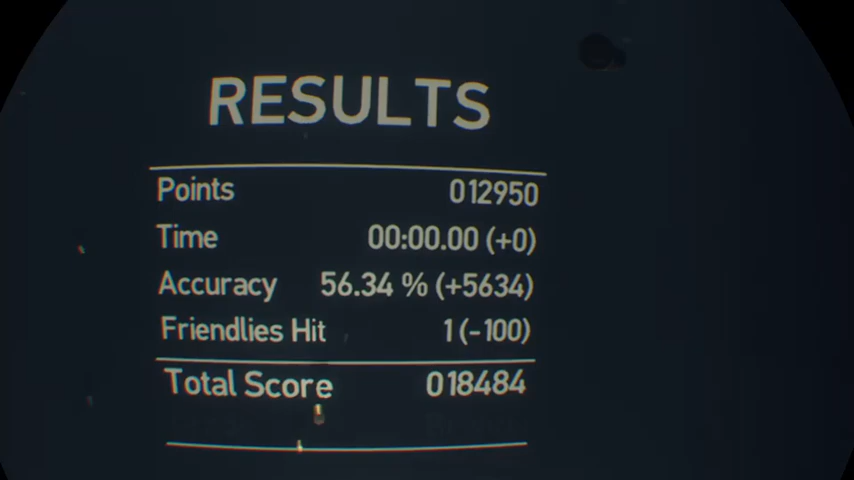 RESULTS
Points 012950
Time 00:00.00 (+0)
Accuracy 56.34 % (+5634)
Friendlies Hit 1 (-100)
Total Score 018484